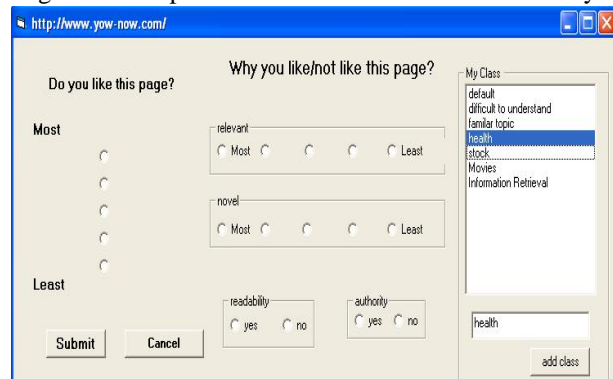 http://www.yow-now.com/
Do you like this page?
Most
Least
Submit
Cancel
Why you like/not like this page?
relevant
Most
Least
novel
Most
Least
readability
yes
no
authority
yes
no
My Class
default
difficult to understand
familar topic
health
stock
Movies
Information Retrieval
health
add class